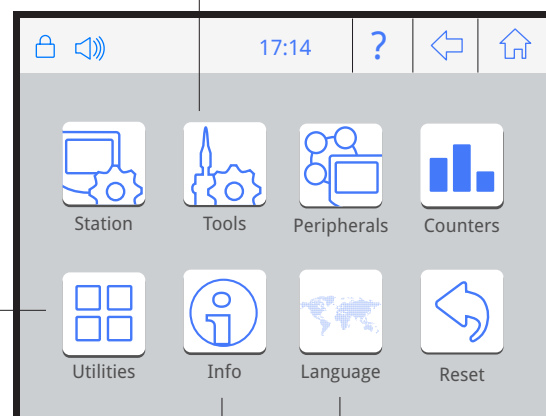 17:14 ?
Station Tools Peripherals Counters
Utilities Info Language Reset